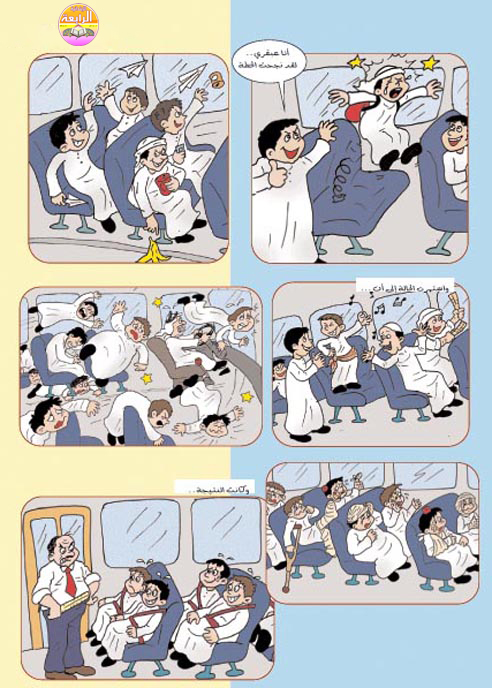 الرابعة
أنا عبقري..
لقد نجحت الخطة
واستمرت الحالة إلى أن...
وكانت النتيجة..